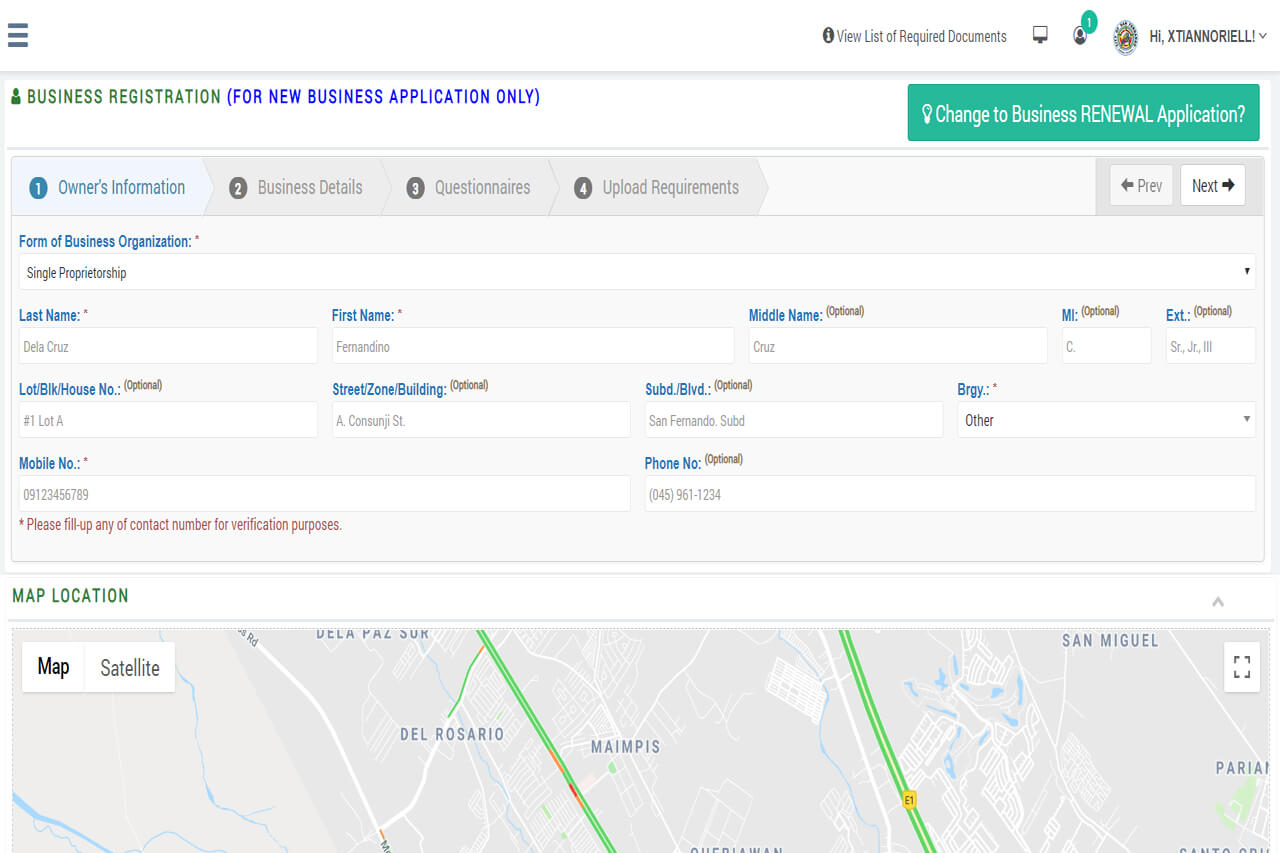 View List of Required Documents
1
Hi, XTIANNORIELL!
BUSINESS REGISTRATION (FOR NEW BUSINESS APPLICATION ONLY)
Change to Business RENEWAL Application?
1 Owner's Information
2 Business Details
3 Questionnaires
4 Upload Requirements
Prev
Next
Form of Business Organization: *
Single Proprietorship
Last Name: *
First Name: *
Middle Name: (Optional)
MI: (Optional)
Ext.: (Optional)
Dela Cruz
Fernandino
Cruz
C.
Sr., Jr., III
Lot/Blk/House No.: (Optional)
Street/Zone/Building: (Optional)
Subd./Blvd.: (Optional)
Brgy.: *
#1 Lot A
A. Consunji St.
San Fernando. Subd
Other
Mobile No.: *
Phone No: (Optional)
09123456789
(045) 961-1234
* Please fill-up any of contact number for verification purposes.
MAP LOCATION
DELA PAZ SUR
SAN MIGUEL
Map
Satellite
DEL ROSARIO
MAIMPIS
E1